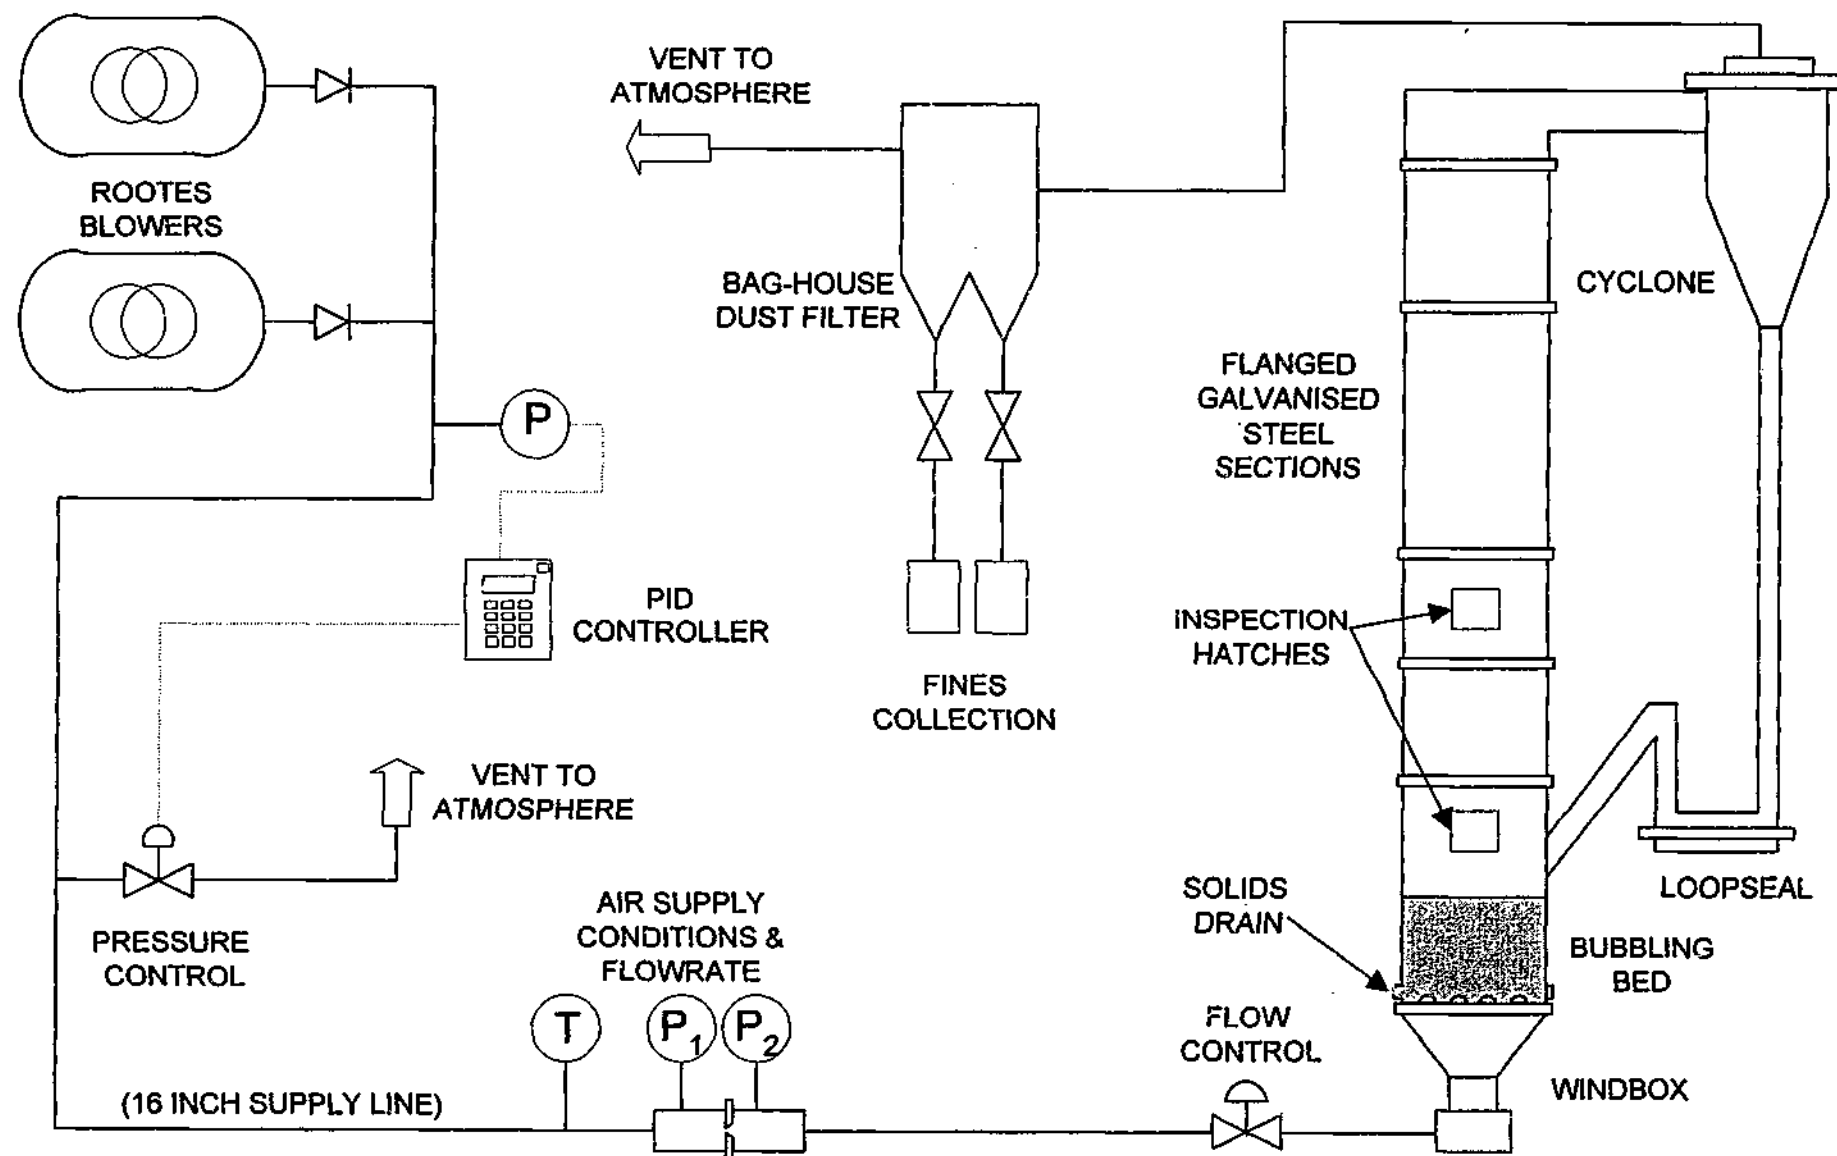 VENT TO
ATMOSPHERE
ROOTES
BLOWERS
BAG-HOUSE
DUST FILTER
CYCLONE
FLANGED
GALVANISED
STEEL
SECTIONS
P
PID
CONTROLLER
INSPECTION
HATCHES
FINES
COLLECTION
VENT TO
ATMOSPHERE
PRESSURE
CONTROL
AIR SUPPLY
CONDITIONS &
FLOWRATE
SOLIDS
DRAIN
LOOPSEAL
BUBBLING
BED
T
P1
P2
FLOW
CONTROL
WINDBOX
(16 INCH SUPPLY LINE)